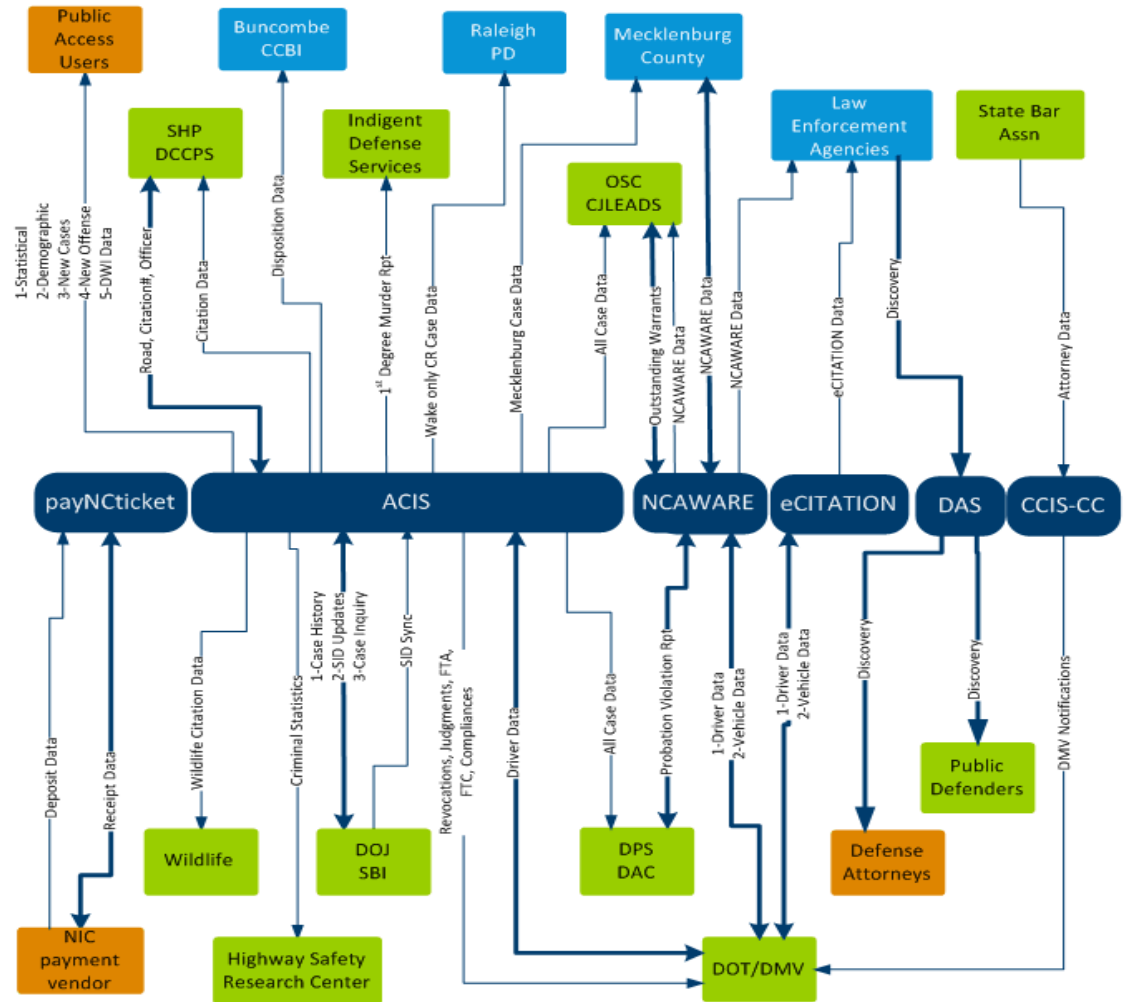 Public
Access
Users
Buncombe
CCBI
Raleigh
PD
Mecklenburg
County
SHP
DCCPS
Indigent
Defense
Services
Law
Enforcement
Agencies
State Bar
Assn
OSC
CJLEADS
1-Statistical
2-Demographic
3-New Cases
4-New Offense
5-DWI Data
Road, Citation#, Officer
Citation Data
Disposition Data
1st Degree Murder Rpt
Wake only CR Case Data
Mecklenburg Case Data
All Case Data
Outstanding Warrants
NCAWARE Data
NCAWARE Data
NCAWARE Data
eCITATION Data
Discovery
Attorney Data
payNCticket
ACIS
NCAWARE
eCITATION
DAS
CCIS-CC
Deposit Data
Receipt Data
Wildlife Citation Data
Criminal Statistics
1-Case History
2-SID Updates
3-Case Inquiry
SID Sync
Revocations, Judgments, FTA,
FTC, Compliances
Driver Data
All Case Data
Probation Violation Rpt
1-Driver Data
2-Vehicle Data
1-Driver Data
2-Vehicle Data
Discovery
Discovery
DMV Notifications
Public
Defenders
Wildlife
DOJ
SBI
DPS
DAC
Defense
Attorneys
NIC
payment
vendor
Highway Safety
Research Center
DOT/DMV